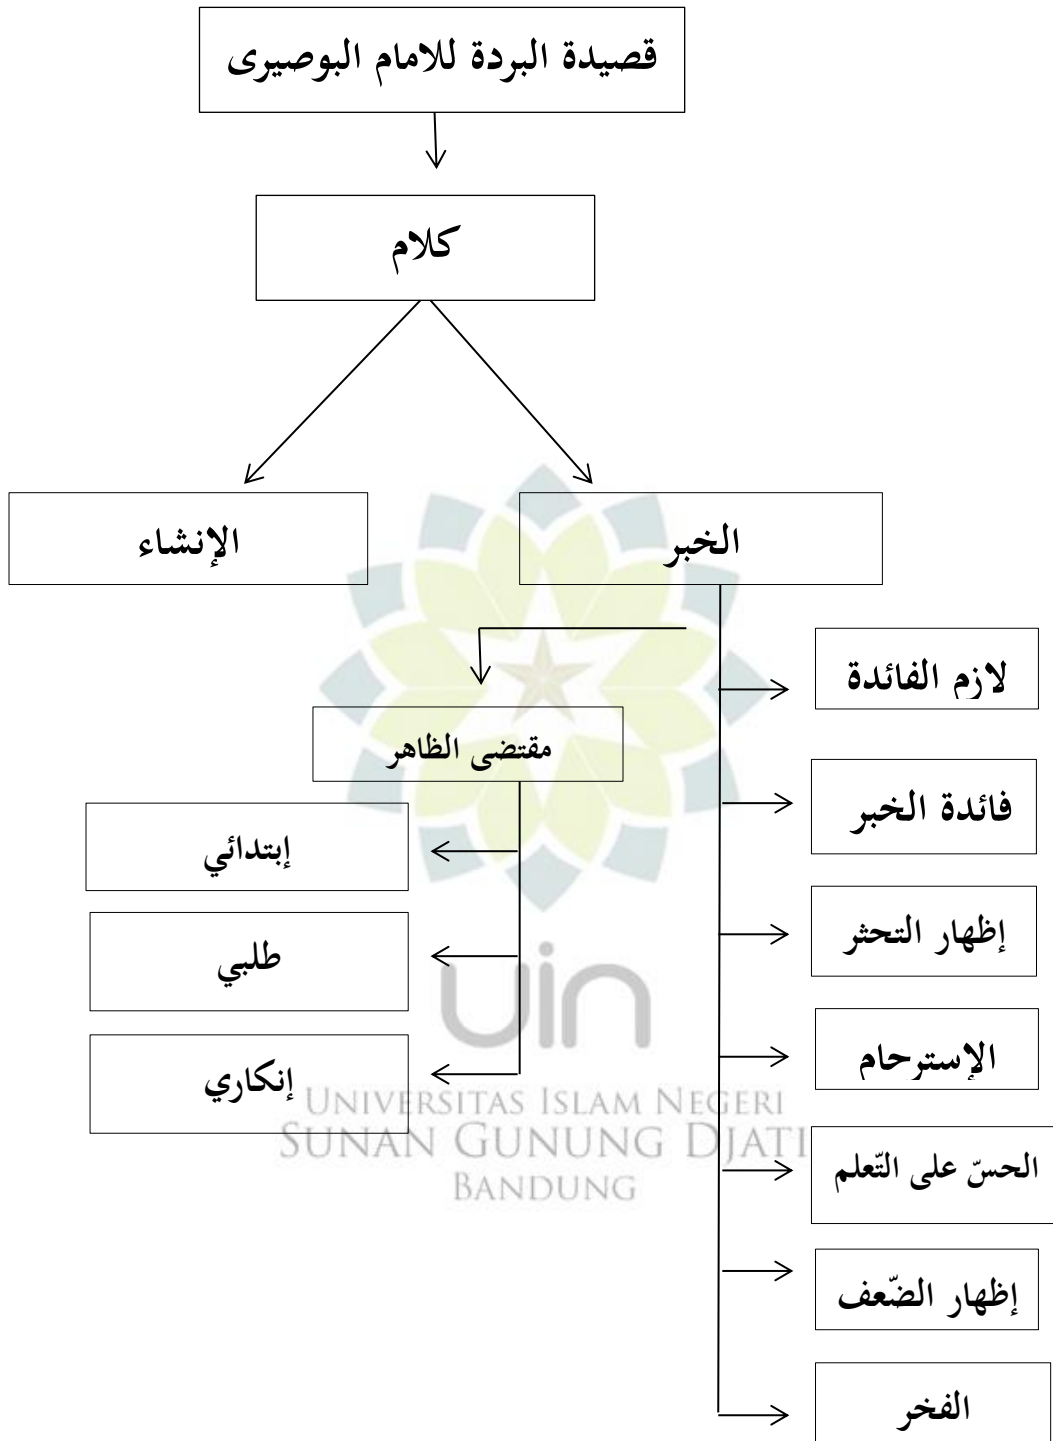 قصيدة البردة للامام البوصيرى
كلام
الخبر
الإنشاء
لازم الفائدة
فائدة الخبر
إظهار التحثر
الإسترحام
الحسّ على التّعلم
إظهار الضّعف
الفخر
مقتضى الظاهر
إبتدائي
طلبي
إنكاري
uin
UNIVERSITAS ISLAM NEGERI
SUNAN GUNUNG DJATI
BANDUNG